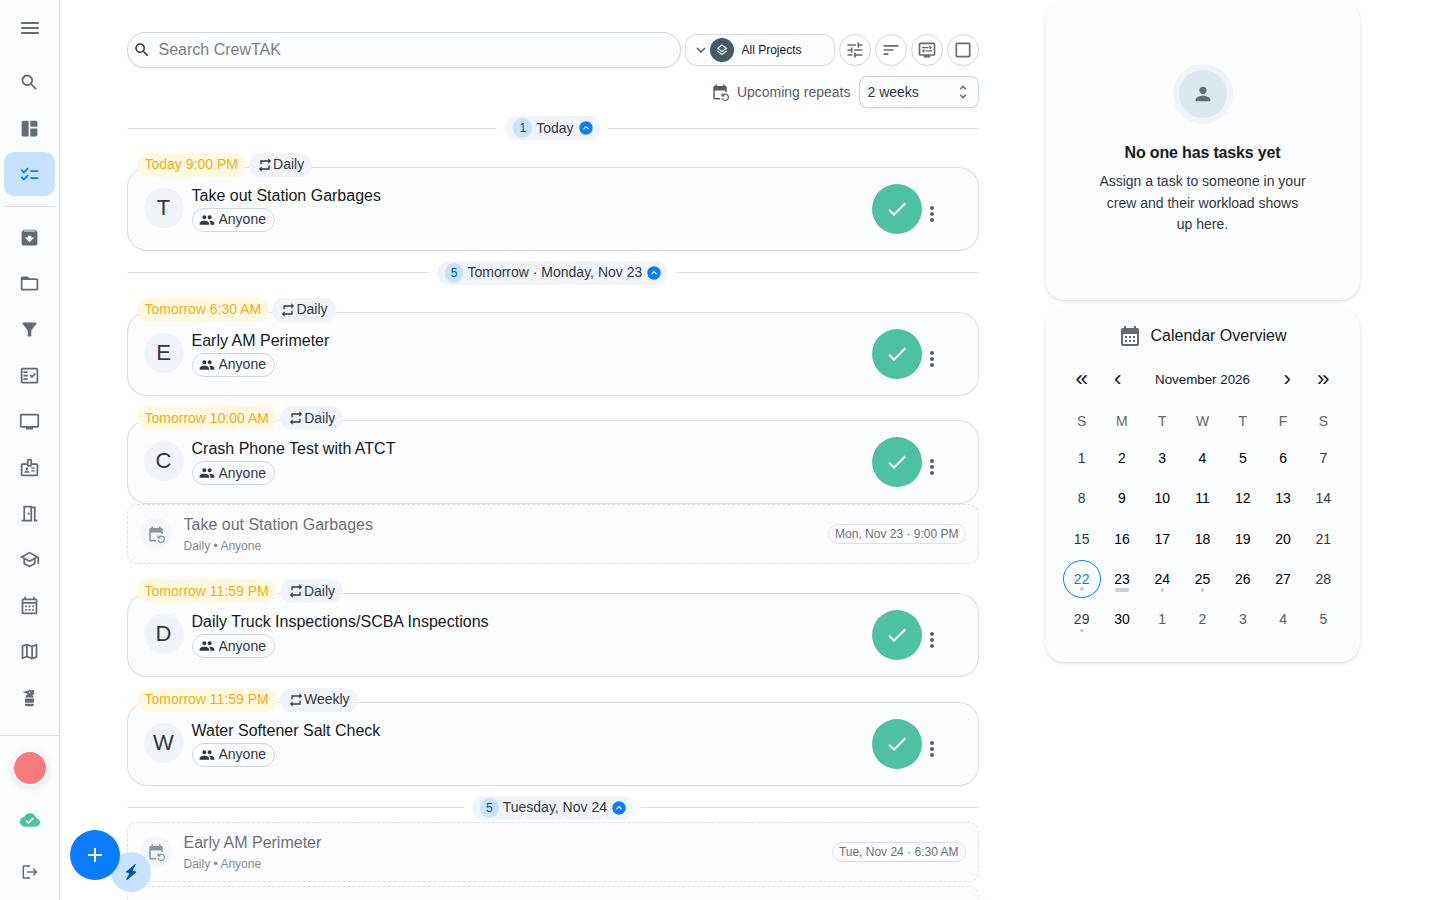 Search CrewTAK
All Projects
Upcoming repeats
2 weeks
1 Today
Today 9:00 PM Daily
T
Take out Station Garbages
Anyone
5 Tomorrow · Monday, Nov 23
Tomorrow 6:30 AM Daily
E
Early AM Perimeter
Anyone
Tomorrow 10:00 AM Daily
C
Crash Phone Test with ATCT
Anyone
Take out Station Garbages
Daily • Anyone
Mon, Nov 23 · 9:00 PM
Tomorrow 11:59 PM Daily
D
Daily Truck Inspections/SCBA Inspections
Anyone
Tomorrow 11:59 PM Weekly
W
Water Softener Salt Check
Anyone
5 Tuesday, Nov 24
Early AM Perimeter
Daily • Anyone
Tue, Nov 24 · 6:30 AM
No one has tasks yet
Assign a task to someone in your
crew and their workload shows
up here.
Calendar Overview
« ‹ November 2026 › »
S M T W T F S
1 2 3 4 5 6 7
8 9 10 11 12 13 14
15 16 17 18 19 20 21
22 23 24 25 26 27 28
29 30 1 2 3 4 5